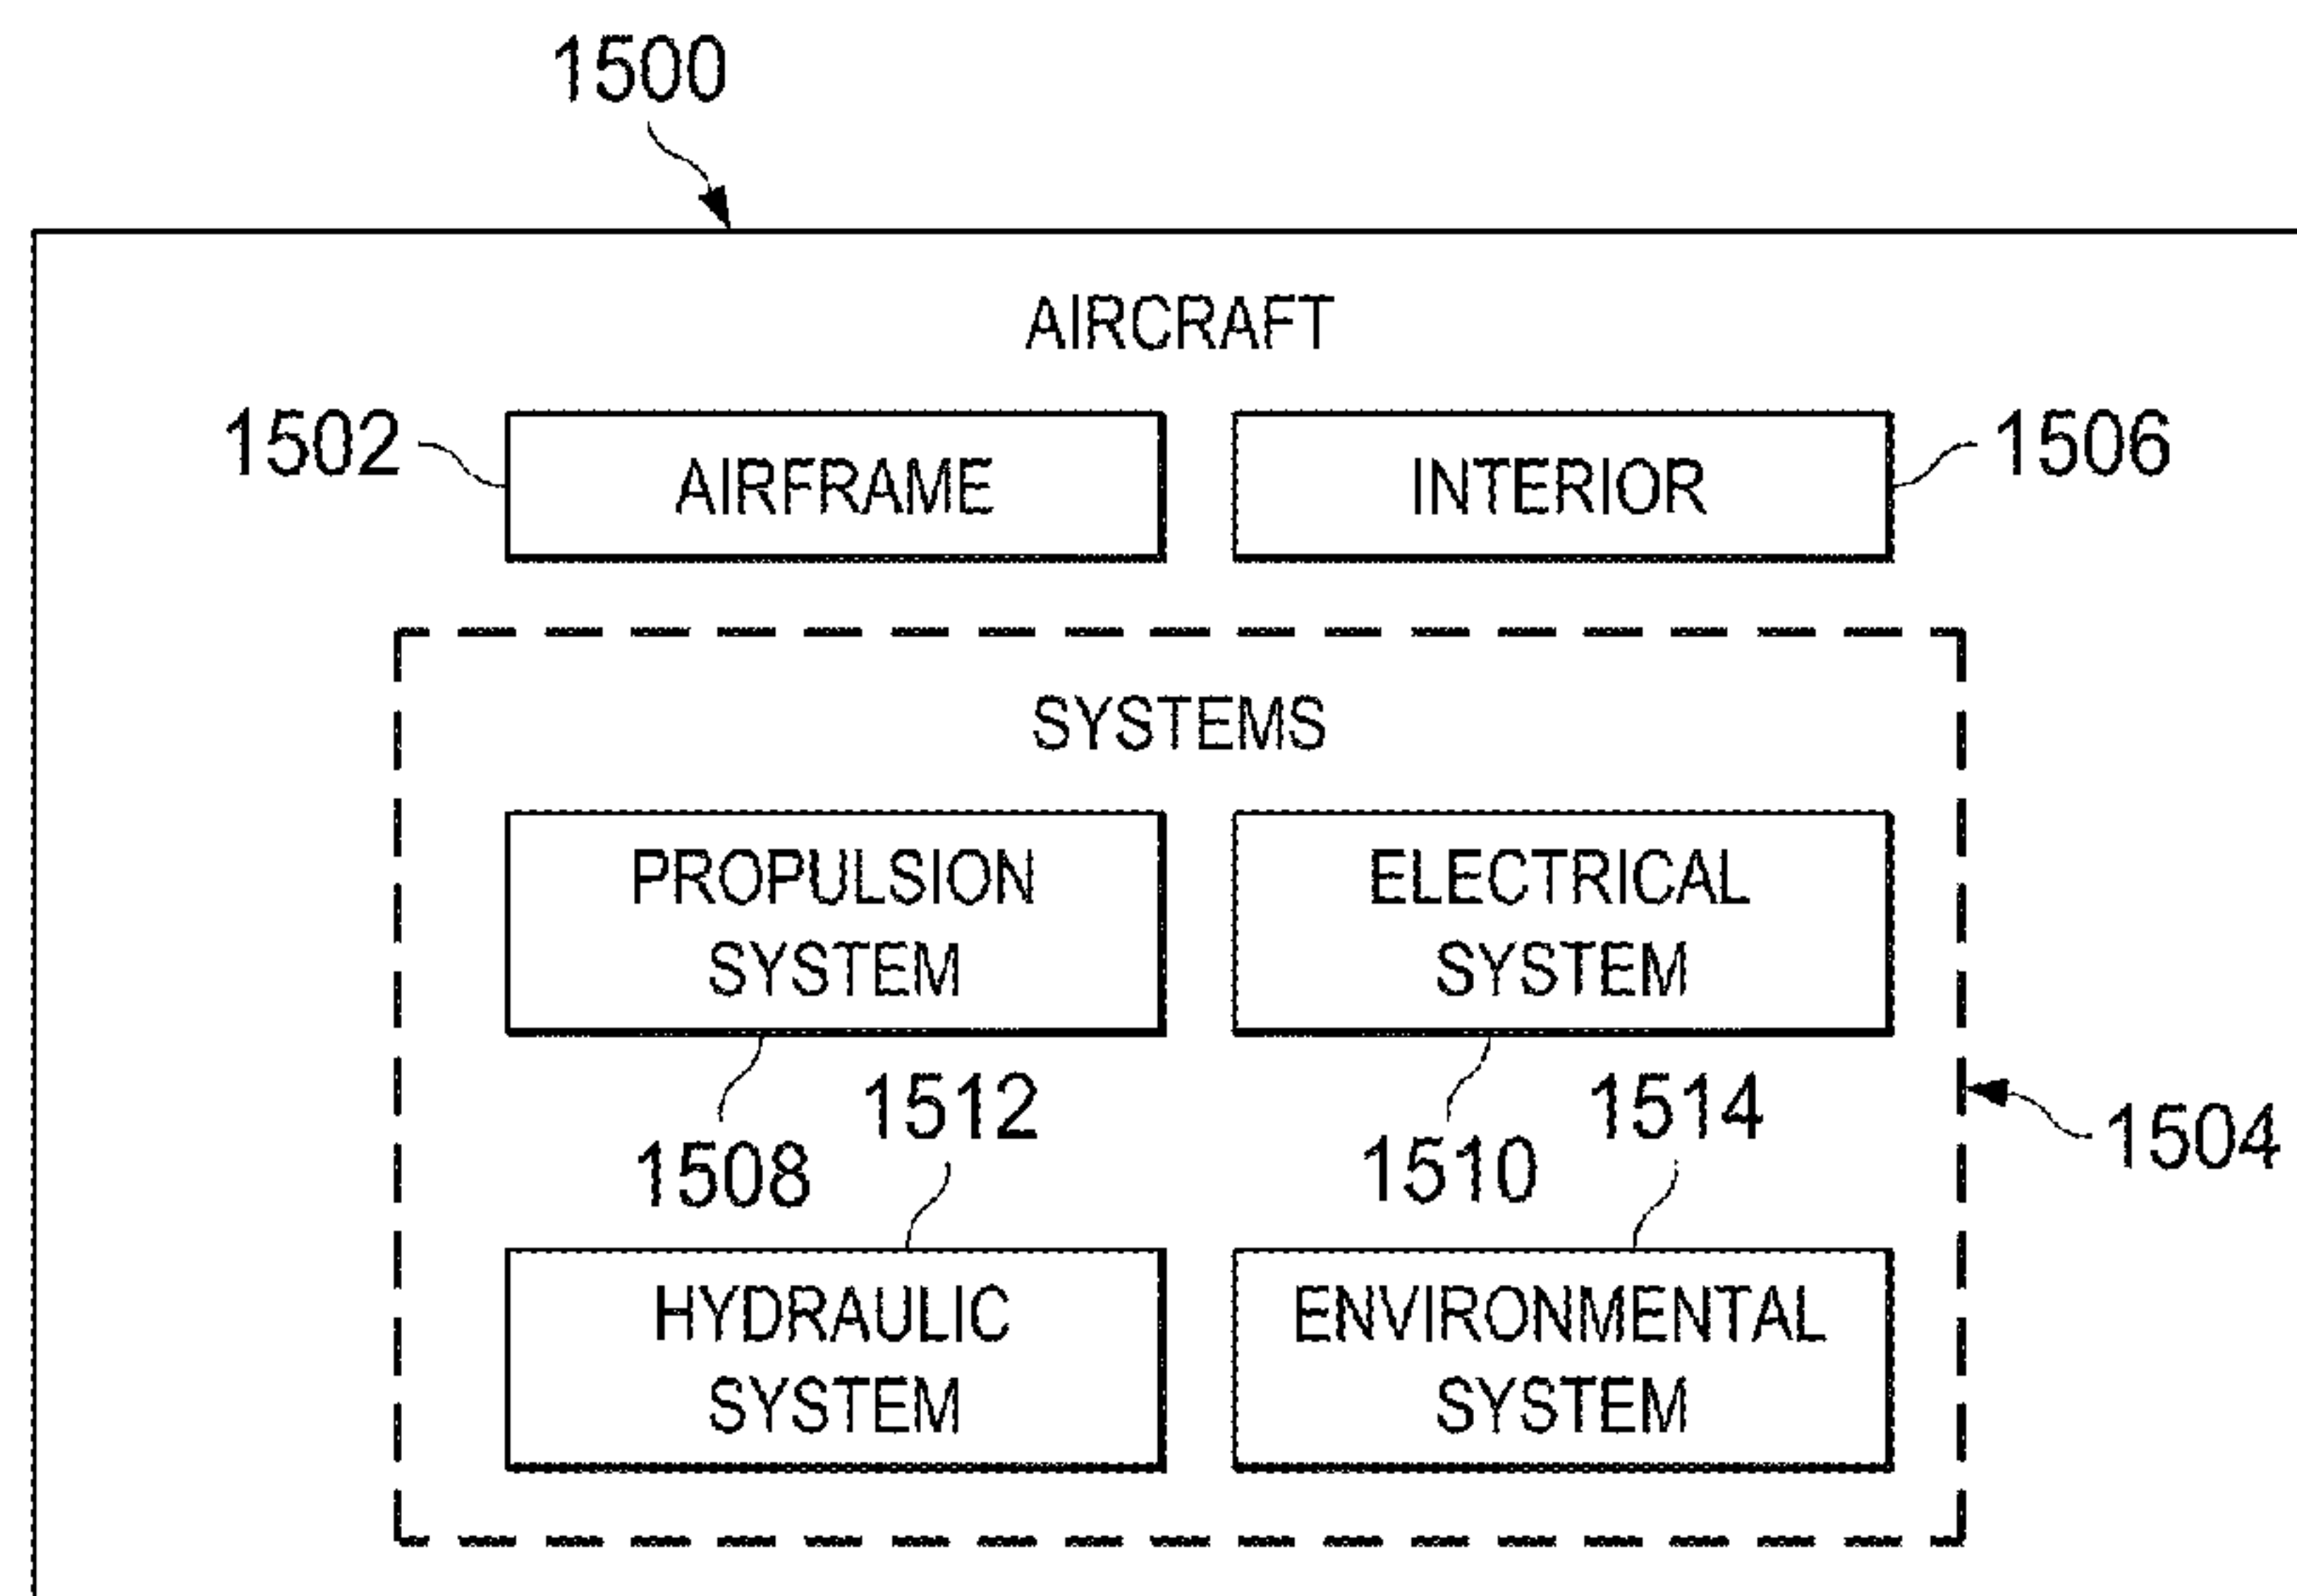 1500
AIRCRAFT
1502 AIRFRAME INTERIOR 1506
SYSTEMS
PROPULSION ELECTRICAL
SYSTEM SYSTEM
1512 1514
1508 1510 1504
HYDRAULIC ENVIRONMENTAL
SYSTEM SYSTEM